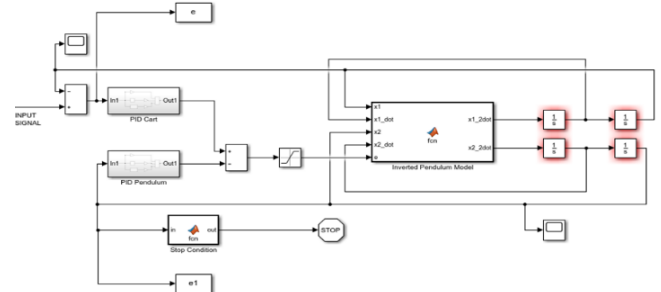 e
−
+
INPUT
SIGNAL
In1
Out1
PID Cart
In1
Out1
PID Pendulum
+
−
x1
x1_dot
x2
x2_dot
e
fcn
x1_2dot
x2_2dot
Inverted Pendulum Model
1
s
1
s
1
s
1
s
in
fcn
out
Stop Condition
STOP
e1